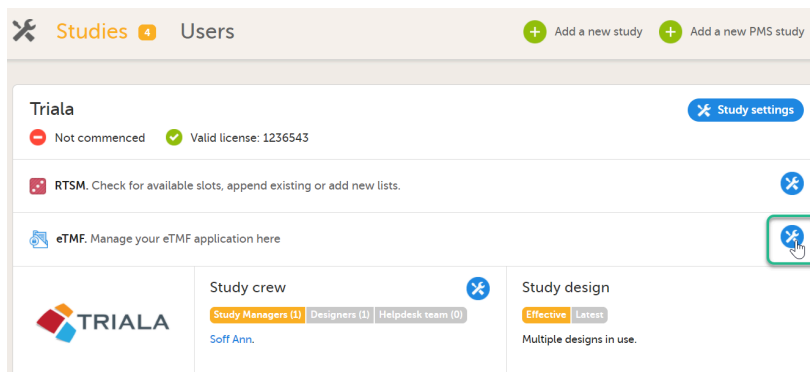 Studies 4 Users
Add a new study
Add a new PMS study
Triala
Study settings
Not commenced
Valid license: 1236543
RTSM. Check for available slots, append existing or add new lists.
eTMF. Manage your eTMF application here
TRIALA
Study crew
Study Managers (1) Designers (1) Helpdesk team (0)
Soff Ann.
Study design
Effective Latest
Multiple designs in use.